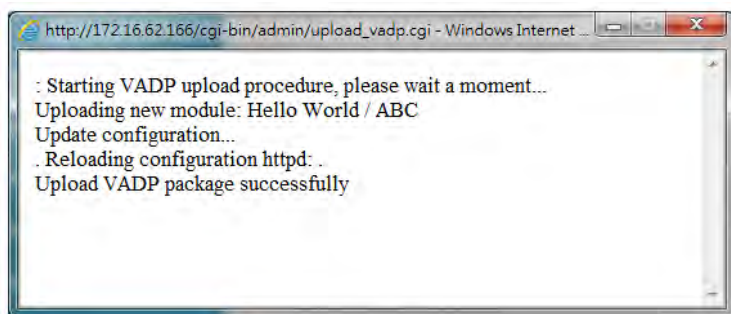 http://172.16.62.166/cgi-bin/admin/upload_vadp.cgi - Windows Internet ...
: Starting VADP upload procedure, please wait a moment...
Uploading new module: Hello World / ABC
Update configuration...
. Reloading configuration httpd: .
Upload VADP package successfully